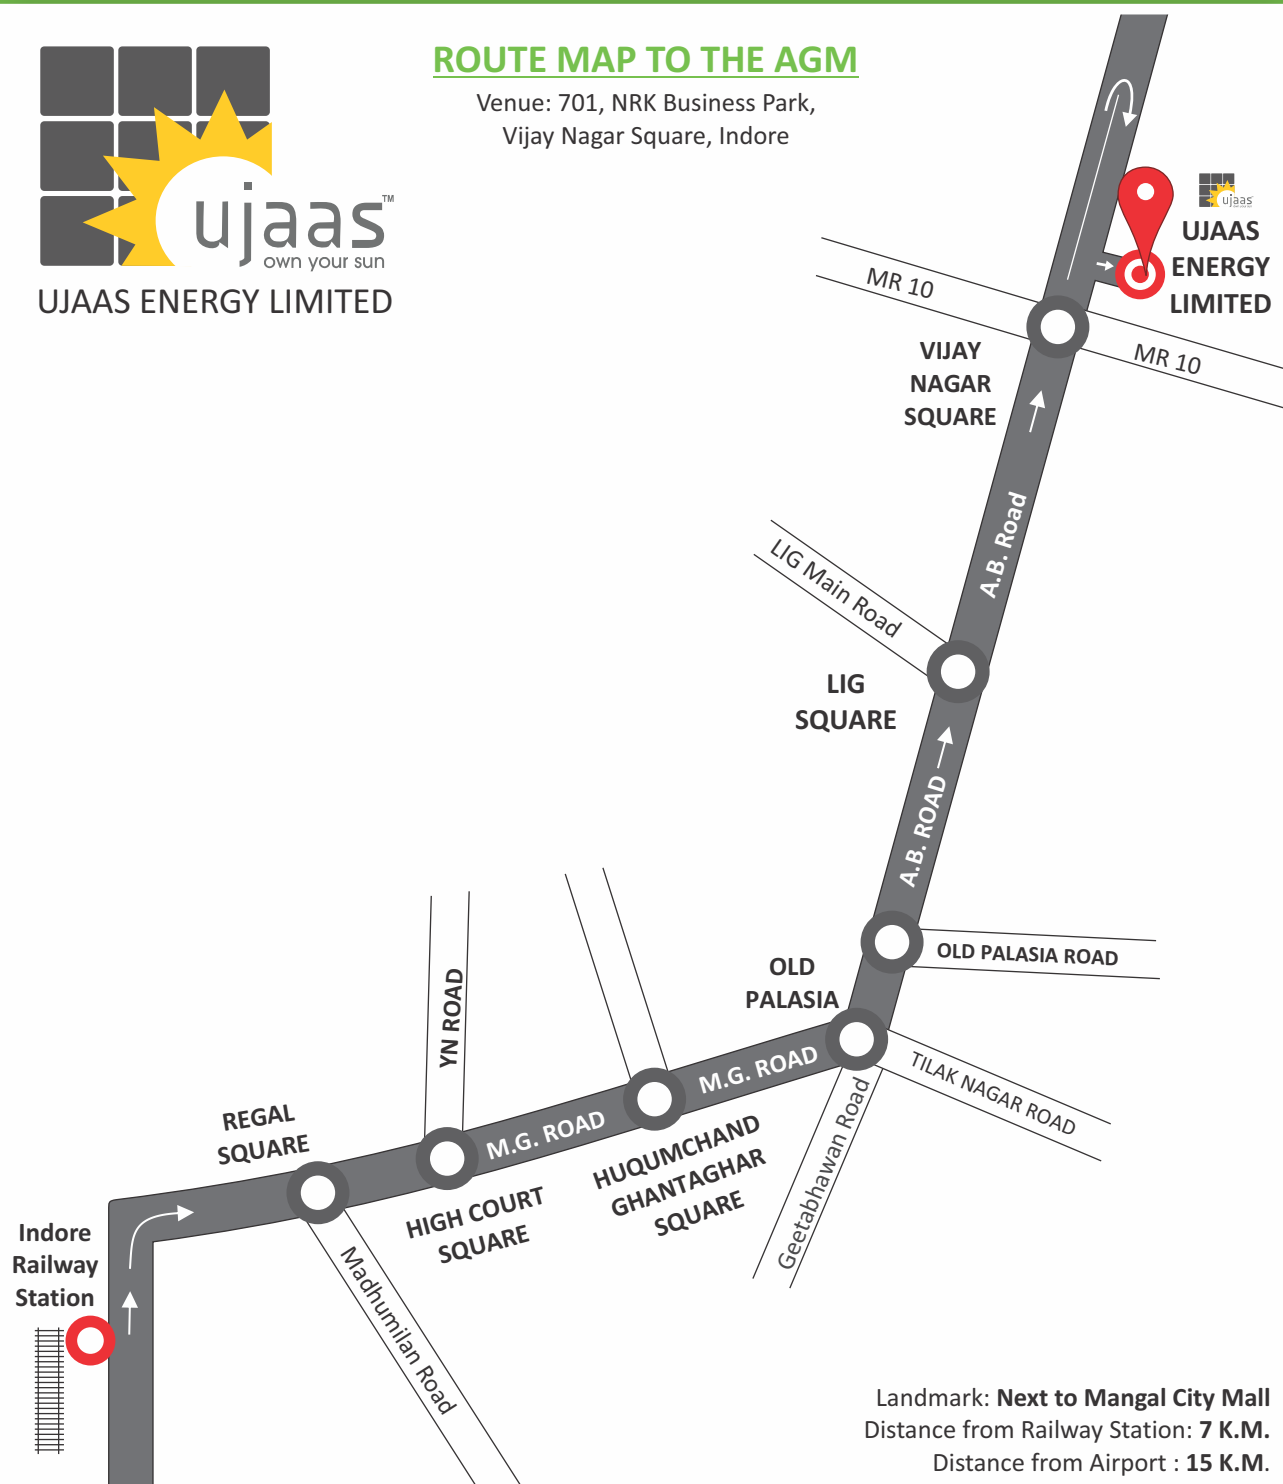 ROUTE MAP TO THE AGM
Venue: 701, NRK Business Park,
Vijay Nagar Square, Indore
ujaas™
own your sun
UJAAS ENERGY LIMITED
ujaas
UJAAS
ENERGY
LIMITED
MR 10
MR 10
VIJAY
NAGAR
SQUARE
A.B. Road
LIG Main Road
LIG
SQUARE
A.B. ROAD
OLD PALASIA ROAD
OLD
PALASIA
TILAK NAGAR ROAD
Geetabhawan Road
M.G. ROAD
YN ROAD
M.G. ROAD
HUQUMCHAND
GHANTAGHAR
SQUARE
REGAL
SQUARE
HIGH COURT
SQUARE
Indore
Railway
Station
Madhumilan Road
Landmark: Next to Mangal City Mall
Distance from Railway Station: 7 K.M.
Distance from Airport : 15 K.M.